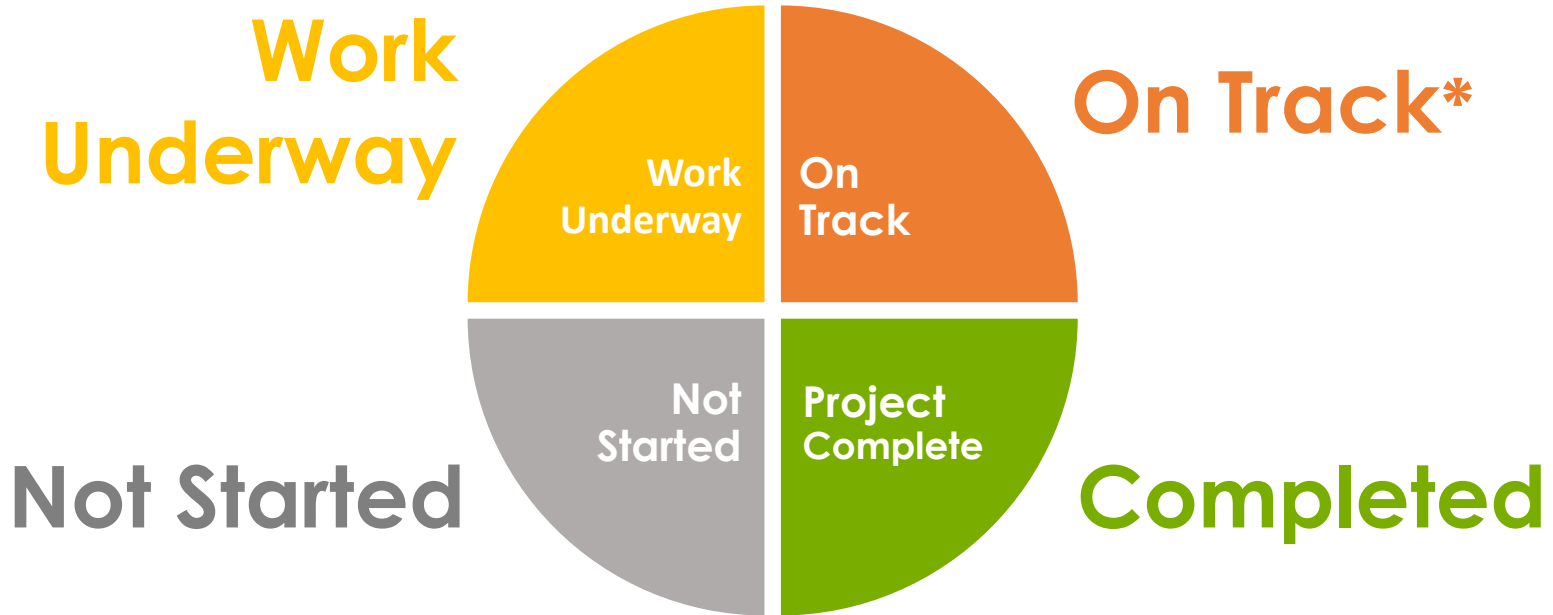 Work
Underway
On Track*
Work
Underway
On
Track
Not
Started
Project
Complete
Not Started
Completed